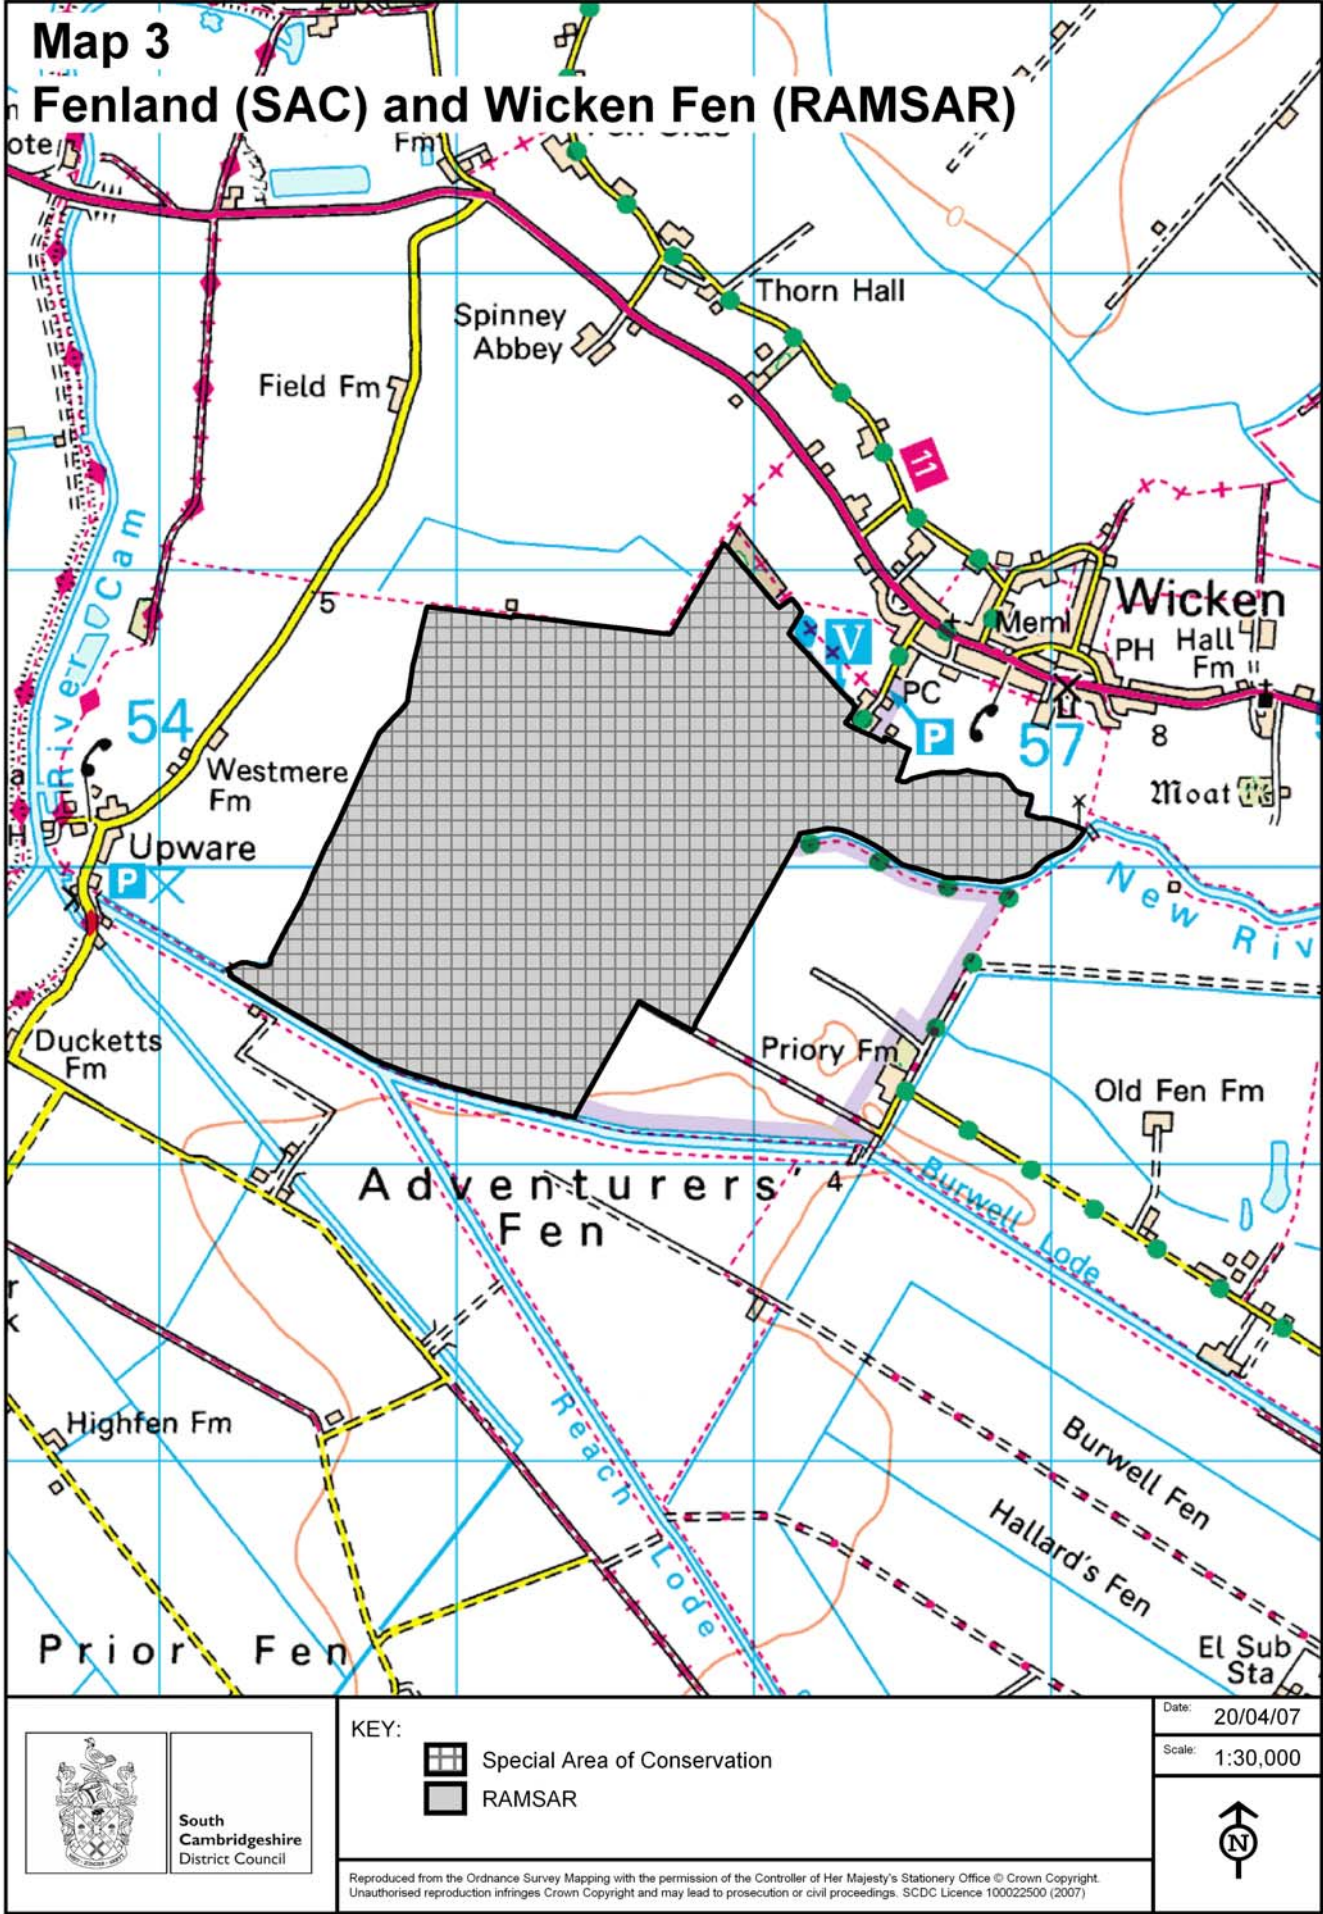 Map 3
Fenland (SAC) and Wicken Fen (RAMSAR)
ote
Fm
Thorn Hall
Spinney
Abbey
Field Fm
11
River Cam
5
Wicken
Meml
V
PH
Hall
Fm
PC
P
54
57
8
Westmere
Fm
Moat
a
H
Upware
P
New Riv
Ducketts
Fm
Priory Fm
Old Fen Fm
Adventurers'
Fen
4
Burwell Lode
r
k
Reach Lode
Highfen Fm
Burwell Fen
Hallard's Fen
Prior Fen
El Sub
Sta
South
Cambridgeshire
District Council
KEY:
Special Area of Conservation
RAMSAR
Date: 20/04/07
Scale: 1:30,000
N
Reproduced from the Ordnance Survey Mapping with the permission of the Controller of Her Majesty's Stationery Office © Crown Copyright.
Unauthorised reproduction infringes Crown Copyright and may lead to prosecution or civil proceedings. SCDC Licence 100022500 (2007)